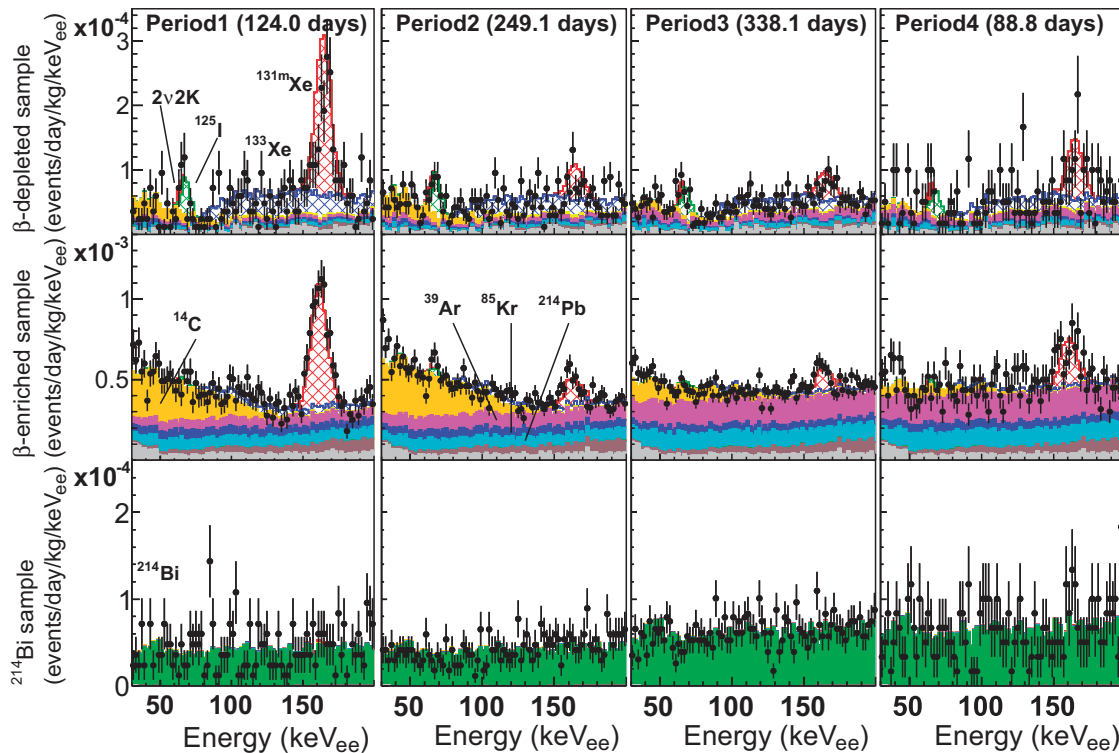 Period1 (124.0 days)
Period2 (249.1 days)
Period3 (338.1 days)
Period4 (88.8 days)
x10⁻⁴
3
2
1
β-depleted sample
(events/day/kg/keVₑₑ)
2ν2K
¹²⁵I
¹³³Xe
¹³¹ᵐXe
x10⁻³
1
0.5
β-enriched sample
(events/day/kg/keVₑₑ)
¹⁴C
³⁹Ar
⁸⁵Kr
²¹⁴Pb
x10⁻⁴
2
1
0
²¹⁴Bi sample
(events/day/kg/keVₑₑ)
²¹⁴Bi
50 100 150
50 100 150
50 100 150
50 100 150
Energy (keVₑₑ)
Energy (keVₑₑ)
Energy (keVₑₑ)
Energy (keVₑₑ)